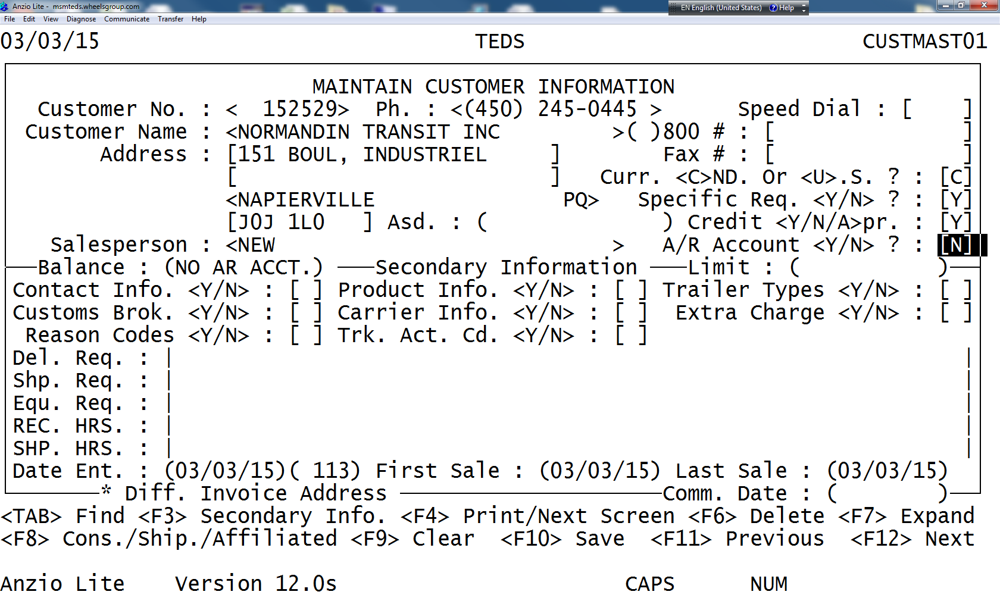 Anzio Lite - msmteds.wheelsgroup.com EN English (United States) Help
File Edit View Diagnose Communicate Transfer Help
03/03/15 TEDS CUSTMAST01
MAINTAIN CUSTOMER INFORMATION
Customer No. : < 152529> Ph. : <(450) 245-0445 > Speed Dial : [ ]
Customer Name : <NORMANDIN TRANSIT INC >( )800 # : [ ]
Address : [151 BOUL, INDUSTRIEL ] Fax # : [ ]
[ ] Curr. <C>ND. Or <U>.S. ? : [C]
<NAPIERVILLE PQ> Specific Req. <Y/N> ? : [Y]
[J0J 1L0 ] Asd. : ( ) Credit <Y/N/A>pr. : [Y]
Salesperson : <NEW > A/R Account <Y/N> ? : [N]
Balance : (NO AR ACCT.) Secondary Information Limit : ( )
Contact Info. <Y/N> : [ ] Product Info. <Y/N> : [ ] Trailer Types <Y/N> : [ ]
Customs Brok. <Y/N> : [ ] Carrier Info. <Y/N> : [ ] Extra Charge <Y/N> : [ ]
Reason Codes <Y/N> : [ ] Trk. Act. Cd. <Y/N> : [ ]
Del. Req. : | |
Shp. Req. : | |
Equ. Req. : | |
REC. HRS. : | |
SHP. HRS. : | |
Date Ent. : (03/03/15)( 113) First Sale : (03/03/15) Last Sale : (03/03/15)
* Diff. Invoice Address Comm. Date : ( )
<TAB> Find <F3> Secondary Info. <F4> Print/Next Screen <F6> Delete <F7> Expand
<F8> Cons./Ship./Affiliated <F9> Clear <F10> Save <F11> Previous <F12> Next
Anzio Lite Version 12.0s CAPS NUM